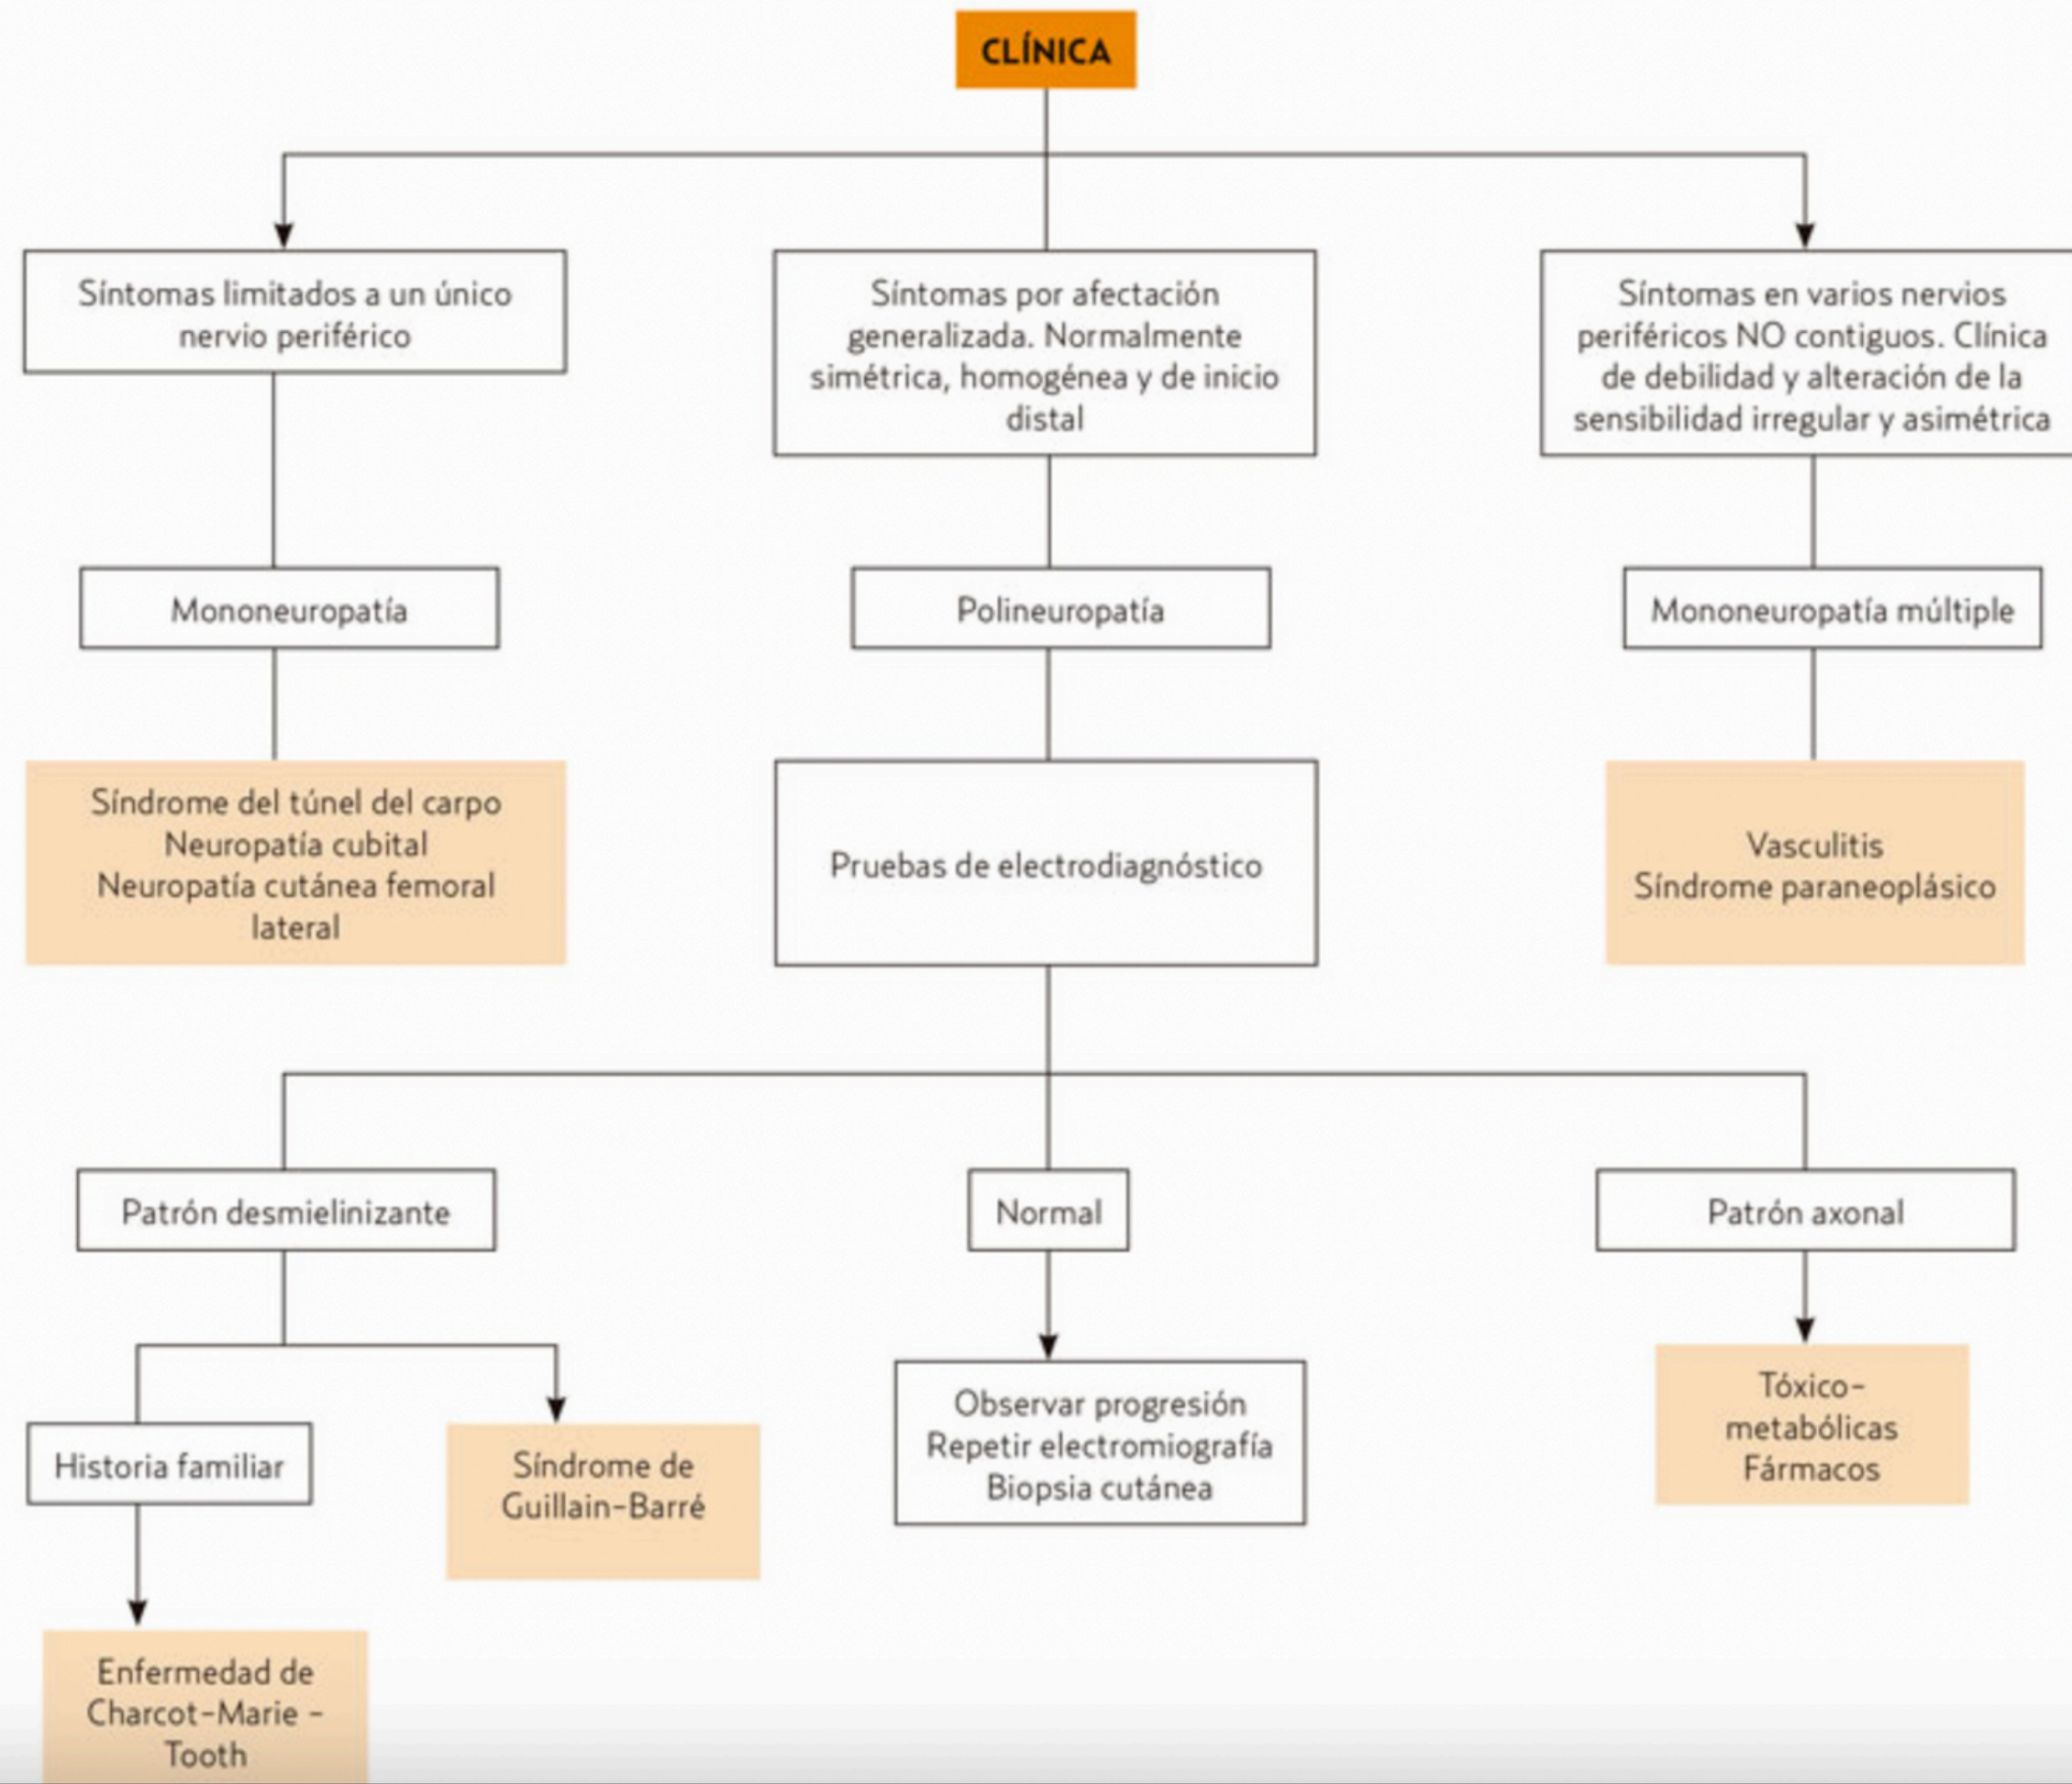 CLÍNICA
Síntomas limitados a un único
nervio periférico
Síntomas por afectación
generalizada. Normalmente
simétrica, homogénea y de inicio
distal
Síntomas en varios nervios
periféricos NO contiguos. Clínica
de debilidad y alteración de la
sensibilidad irregular y asimétrica
Mononeuropatía
Polineuropatía
Mononeuropatía múltiple
Síndrome del túnel del carpo
Neuropatía cubital
Neuropatía cutánea femoral
lateral
Pruebas de electrodiagnóstico
Vasculitis
Síndrome paraneoplásico
Patrón desmielinizante
Normal
Patrón axonal
Historia familiar
Síndrome de
Guillain-Barré
Observar progresión
Repetir electromiografía
Biopsia cutánea
Tóxico-
metabólicas
Fármacos
Enfermedad de
Charcot-Marie -
Tooth